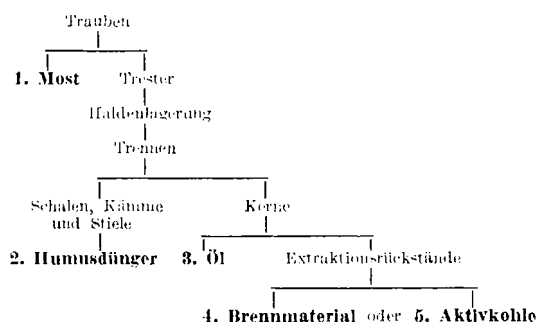 Trauben
1. Most Trester
Haldenlagerung
Trennen
Schalen, Kämme Kerne
und Stiele
2. Humusdünger 3. Öl Extraktionsrückstände
4. Brennmaterial oder 5. Aktivkohle